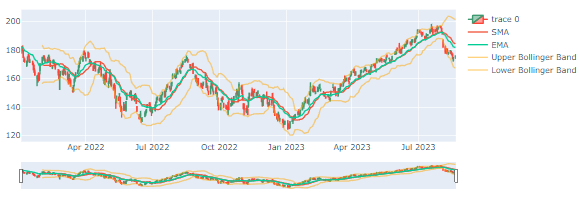 200
180
160
140
120
Apr 2022
Jul 2022
Oct 2022
Jan 2023
Apr 2023
Jul 2023
trace 0
SMA
EMA
Upper Bollinger Band
Lower Bollinger Band